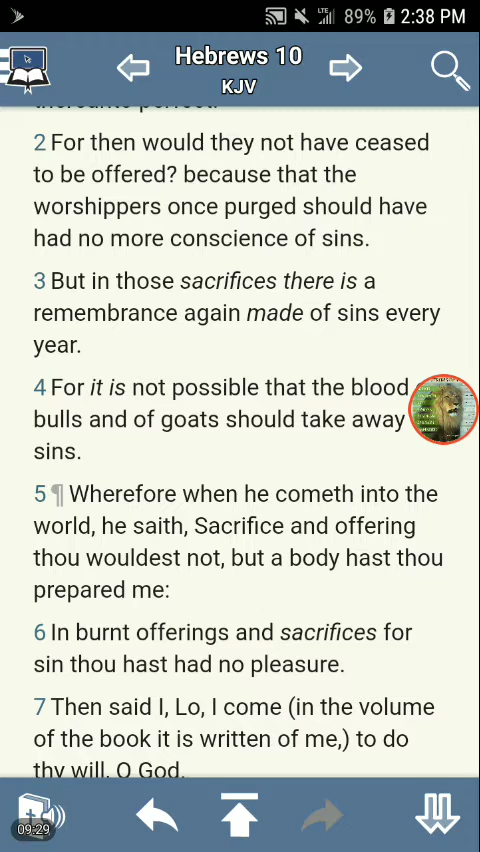 89% 2:38 PM
LTE
Hebrews 10
KJV
thereunto perfect.
2 For then would they not have ceased
to be offered? because that the
worshippers once purged should have
had no more conscience of sins.
3 But in those sacrifices there is a
remembrance again made of sins every
year.
4 For it is not possible that the blood
bulls and of goats should take away
sins.
5 ¶ Wherefore when he cometh into the
world, he saith, Sacrifice and offering
thou wouldest not, but a body hast thou
prepared me:
6 In burnt offerings and sacrifices for
sin thou hast had no pleasure.
7 Then said I, Lo, I come (in the volume
of the book it is written of me,) to do
thy will, O God.
09:29